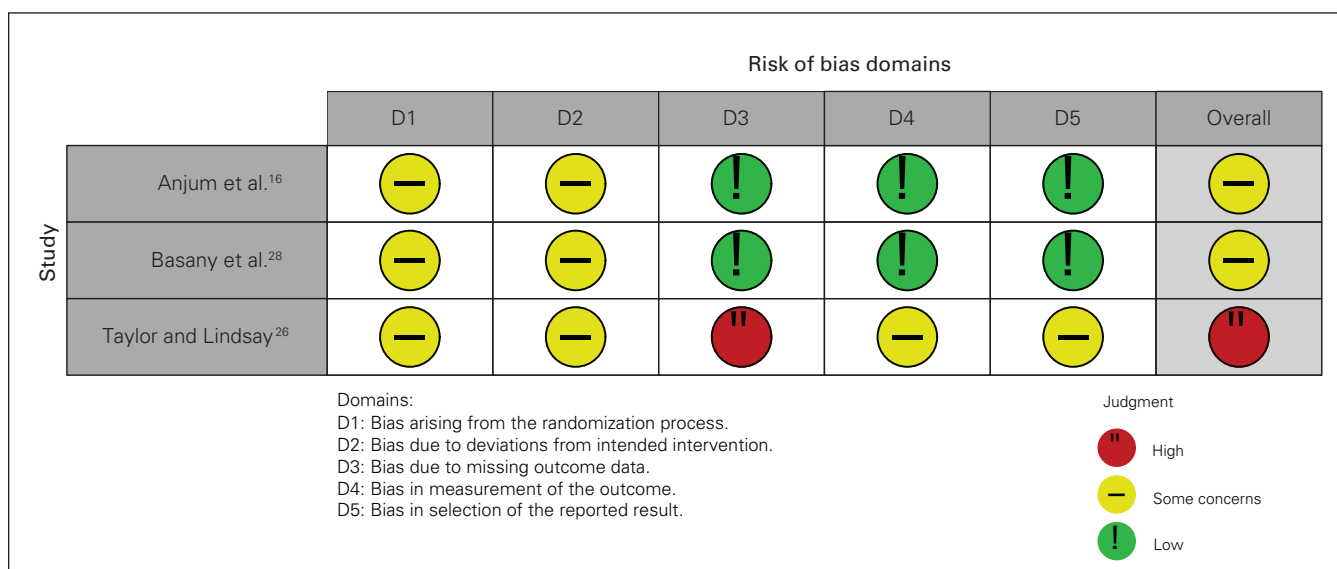 Risk of bias domains
D1 D2 D3 D4 D5 Overall
Study
Anjum et al.16 – – ! ! ! –
Basany et al.28 – – ! ! ! –
Taylor and Lindsay26 – – " – – "
Domains:
D1: Bias arising from the randomization process.
D2: Bias due to deviations from intended intervention.
D3: Bias due to missing outcome data.
D4: Bias in measurement of the outcome.
D5: Bias in selection of the reported result.
Judgment
" High
– Some concerns
! Low